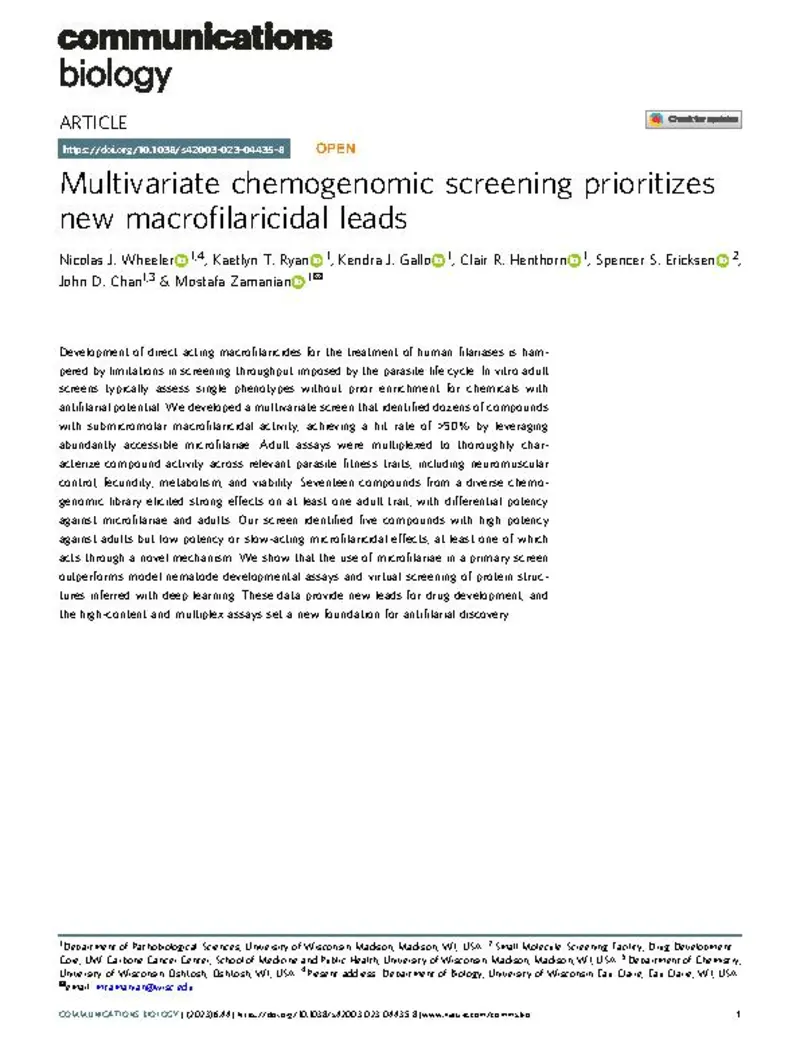 communications
biology
ARTICLE
Check for updates
https://doi.org/10.1038/s42003-023-04435-8
OPEN
Multivariate chemogenomic screening prioritizes
new macrofilaricidal leads
Nicolas J. Wheeler 1,4, Kaetlyn T. Ryan 1, Kendra J. Gallo 1, Clair R. Henthorn 1, Spencer S. Ericksen 2,
John D. Chan1,3 & Mostafa Zamanian 1✉
Development of direct acting macrofilaricides for the treatment of human filariases is ham-
pered by limitations in screening throughput imposed by the parasite life cycle. In vitro adult
screens typically assess single phenotypes without prior enrichment for chemicals with
antifilarial potential. We developed a multivariate screen that identified dozens of compounds
with submicromolar macrofilaricidal activity, achieving a hit rate of >50% by leveraging
abundantly accessible microfilariae. Adult assays were multiplexed to thoroughly char-
acterize compound activity across relevant parasite fitness traits, including neuromuscular
control, fecundity, metabolism, and viability. Seventeen compounds from a diverse chemo-
genomic library elicited strong effects on at least one adult trait, with differential potency
against microfilariae and adults. Our screen identified five compounds with high potency
against adults but low potency or slow-acting microfilaricidal effects, at least one of which
acts through a novel mechanism. We show that the use of microfilariae in a primary screen
outperforms model nematode developmental assays and virtual screening of protein struc-
tures inferred with deep learning. These data provide new leads for drug development, and
the high-content and multiplex assays set a new foundation for antifilarial discovery.
1 Department of Pathobiological Sciences, University of Wisconsin-Madison, Madison, WI, USA. 2 Small Molecule Screening Facility, Drug Development
Core, UW Carbone Cancer Center, School of Medicine and Public Health, University of Wisconsin-Madison, Madison, WI, USA. 3 Department of Chemistry,
University of Wisconsin Oshkosh, Oshkosh, WI, USA. 4 Present address: Department of Biology, University of Wisconsin-Eau Claire, Eau Claire, WI, USA.
✉email: mzamanian@wisc.edu
COMMUNICATIONS BIOLOGY | (2023)6:44 | https://doi.org/10.1038/s42003-023-04435-8 | www.nature.com/commsbio 1